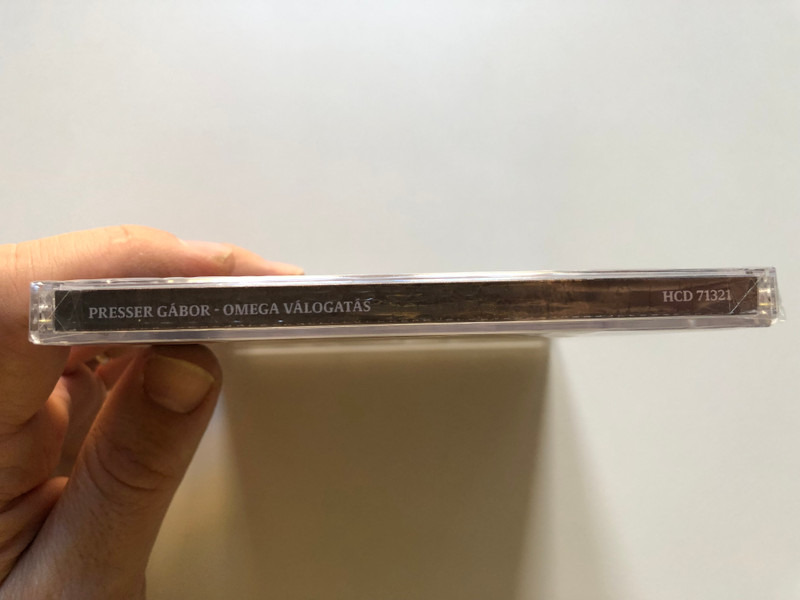 PRESSER GÁBOR - OMEGA VÁLOGATÁS
HCD 71321